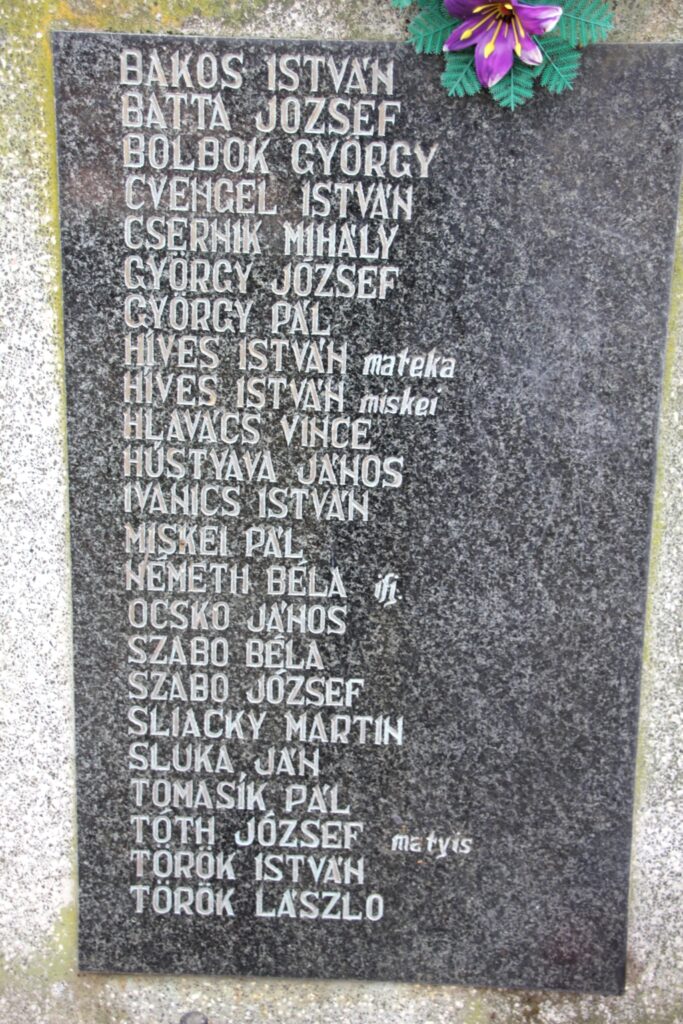 BAKOS ISTVÁN
BATTA JÓZSEF
BOLBOK GYÖRGY
CVENGEL ISTVÁN
CSERNIK MIHÁLY
GYÖRGY JÓZSEF
GYÖRGY PÁL
HÍVES ISTVÁN mateka
HÍVES ISTVÁN miskei
HLAVÁCS VINCE
HÚSTYAVA JÁNOS
IVANICS ISTVÁN
MISKEI PÁL
NÉMETH BÉLA ifj.
OCSKO JÁNOS
SZABO BÉLA
SZABO JÓZSEF
SLIACKY MARTIN
SLUKA JÁN
TOMASÍK PÁL
TÓTH JÓZSEF matyis
TÖRÖK ISTVÁN
TÖRÖK LÁSZLO